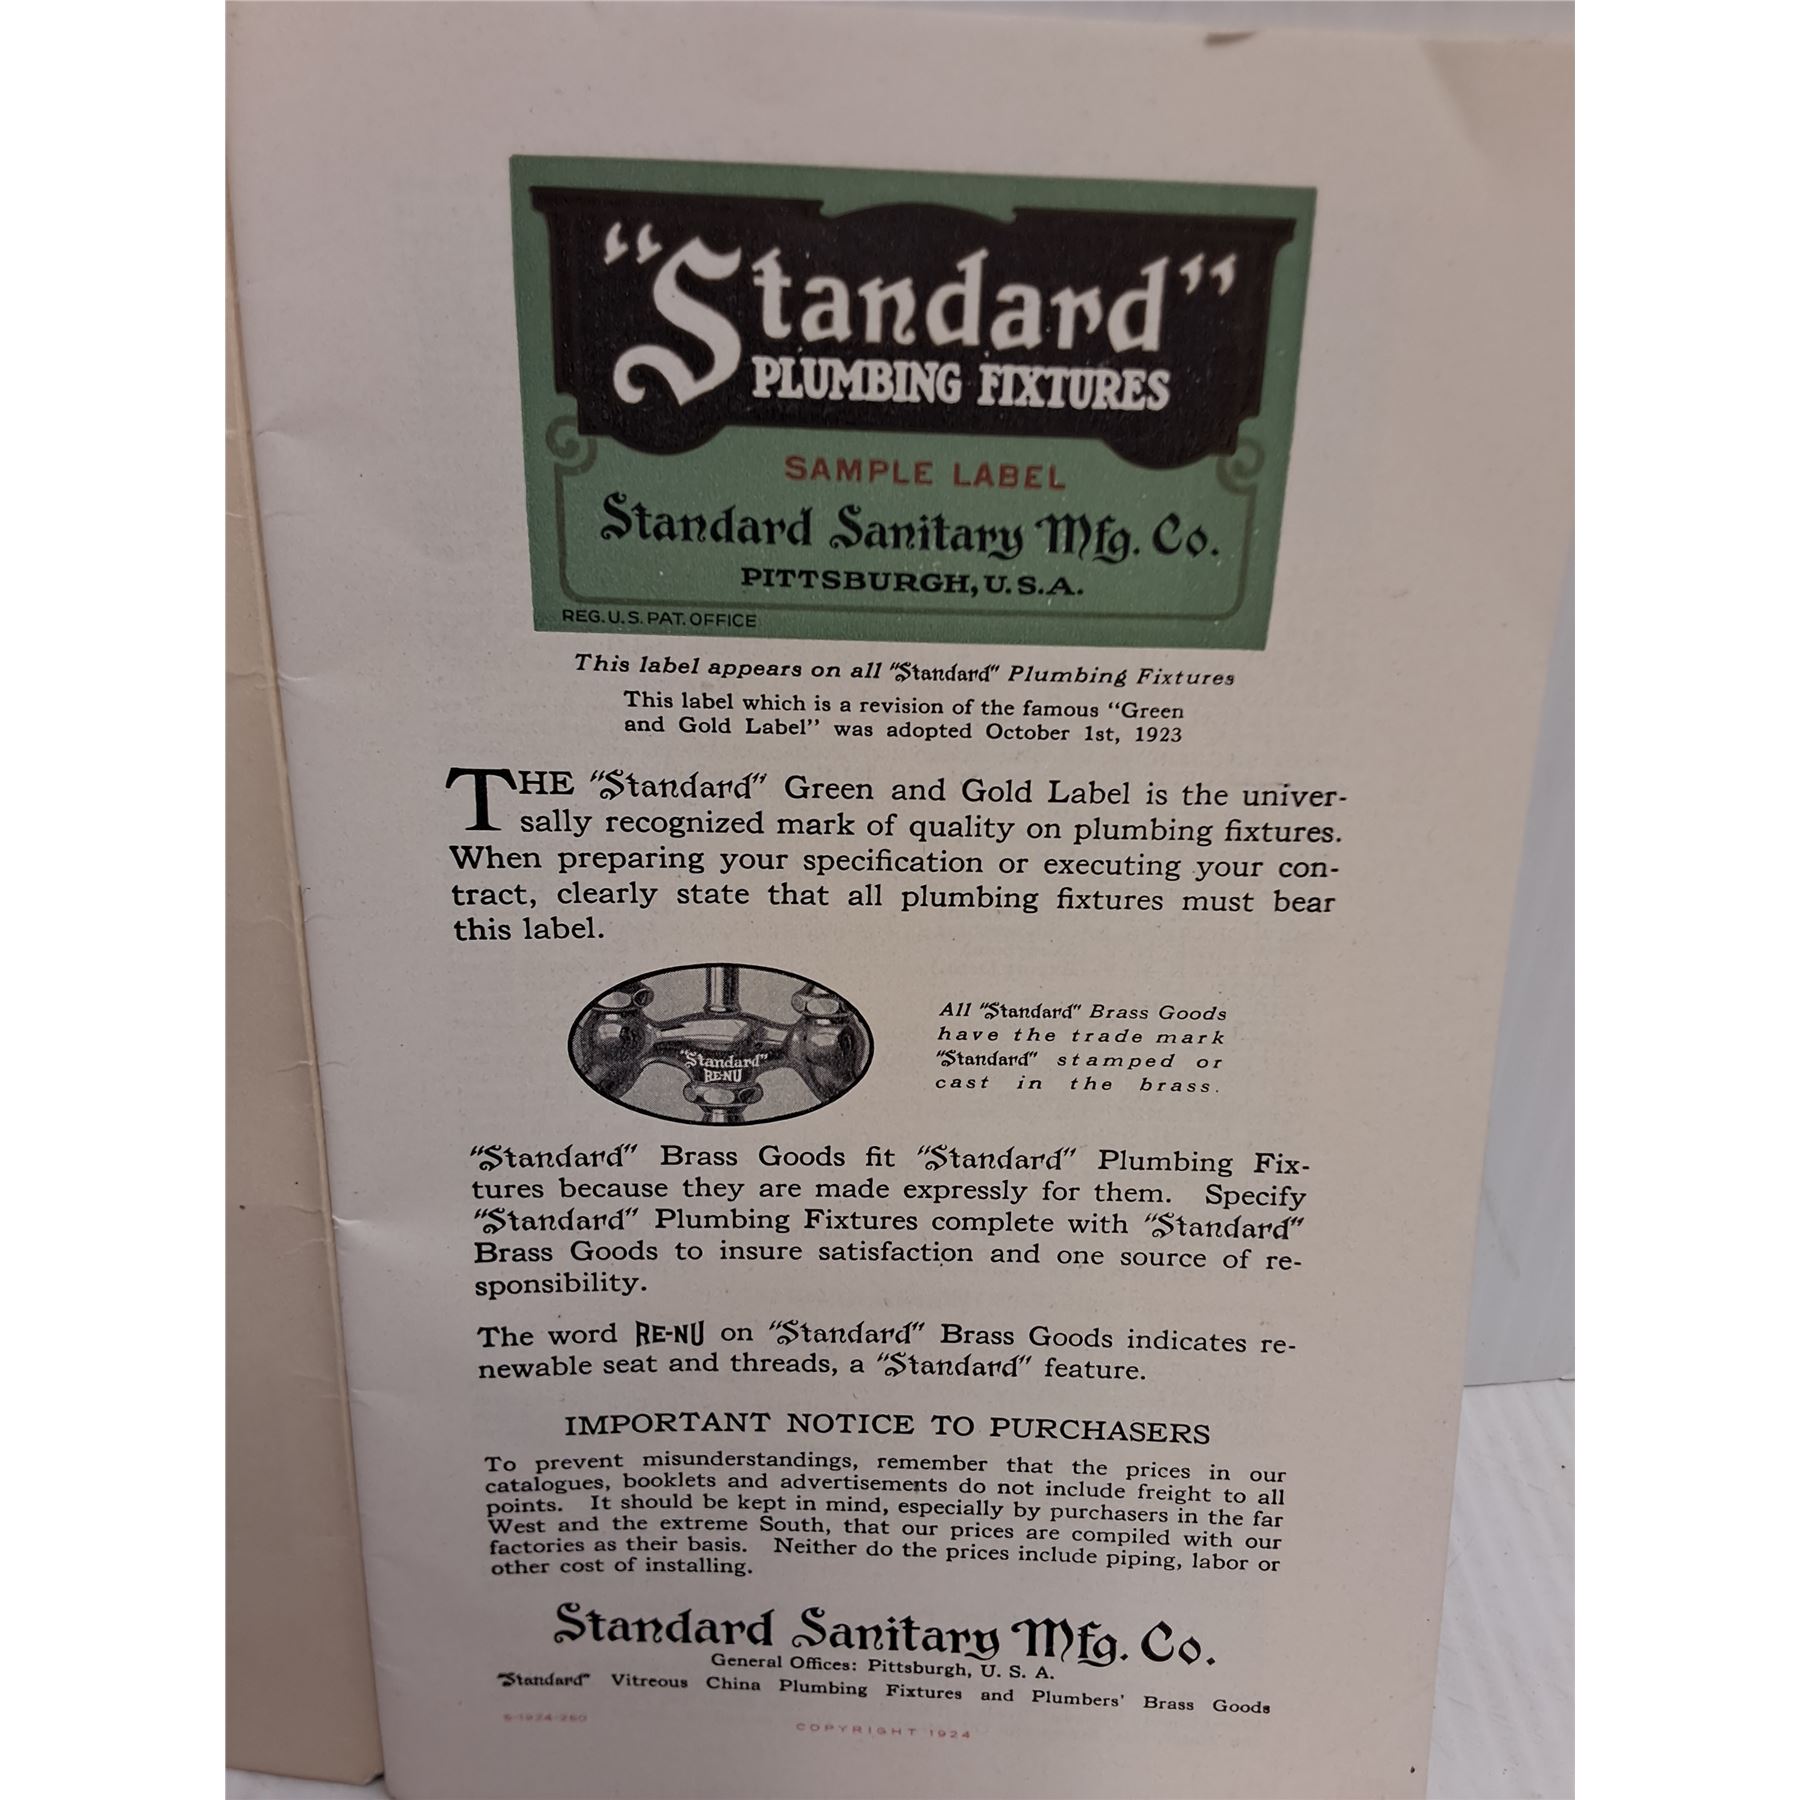 “Standard”
PLUMBING FIXTURES
SAMPLE LABEL
Standard Sanitary Mfg. Co.
PITTSBURGH, U.S.A.
REG. U.S. PAT. OFFICE
This label appears on all “Standard” Plumbing Fixtures
This label which is a revision of the famous “Green
and Gold Label” was adopted October 1st, 1923
THE “Standard” Green and Gold Label is the univer-
sally recognized mark of quality on plumbing fixtures.
When preparing your specification or executing your con-
tract, clearly state that all plumbing fixtures must bear
this label.
“Standard”
RE-NU
All “Standard” Brass Goods
have the trade mark
“Standard” stamped or
cast in the brass.
“Standard” Brass Goods fit “Standard” Plumbing Fix-
tures because they are made expressly for them. Specify
“Standard” Plumbing Fixtures complete with “Standard”
Brass Goods to insure satisfaction and one source of re-
sponsibility.
The word RE-NU on “Standard” Brass Goods indicates re-
newable seat and threads, a “Standard” feature.
IMPORTANT NOTICE TO PURCHASERS
To prevent misunderstandings, remember that the prices in our
catalogues, booklets and advertisements do not include freight to all
points. It should be kept in mind, especially by purchasers in the far
West and the extreme South, that our prices are compiled with our
factories as their basis. Neither do the prices include piping, labor or
other cost of installing.
Standard Sanitary Mfg. Co.
General Offices: Pittsburgh, U. S. A.
“Standard” Vitreous China Plumbing Fixtures and Plumbers’ Brass Goods
COPYRIGHT 1924